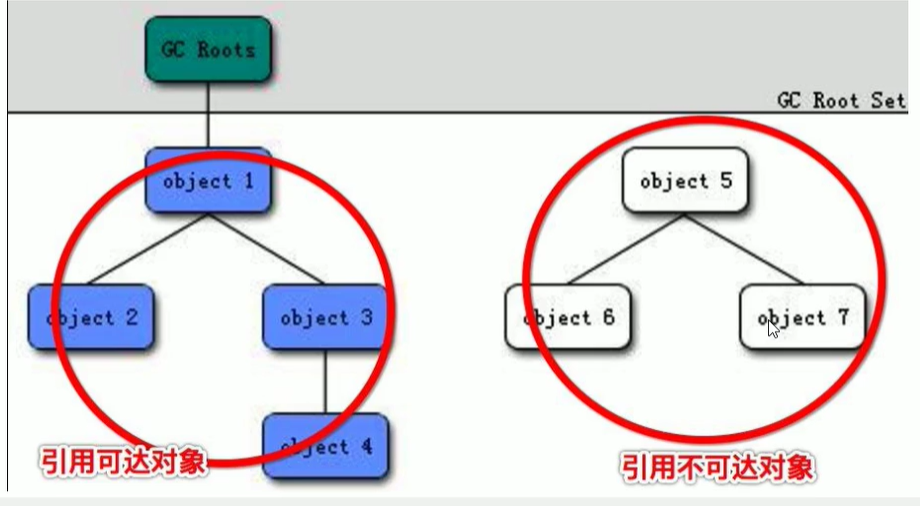 GC Roots
GC Root Set
object 1
object 5
object 2
object 3
object 6
object 7
object 4
引用可达对象
引用不可达对象